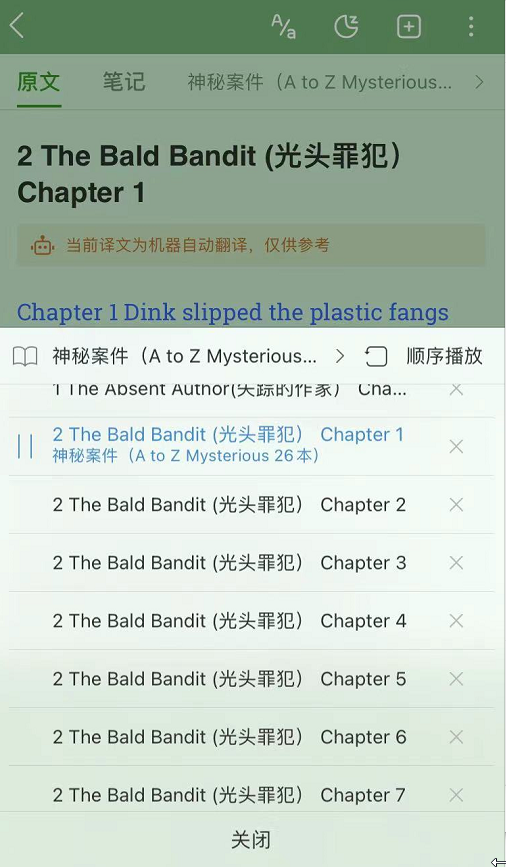 A/a
原文 笔记 神秘案件（A to Z Mysterious...
2 The Bald Bandit (光头罪犯）
Chapter 1
当前译文为机器自动翻译，仅供参考
Chapter 1 Dink slipped the plastic fangs
神秘案件（A to Z Mysterious... 顺序播放
1 The Absent Author(失踪的作家） Cha...
2 The Bald Bandit (光头罪犯） Chapter 1
神秘案件（A to Z Mysterious 26本）
2 The Bald Bandit (光头罪犯） Chapter 2
2 The Bald Bandit (光头罪犯） Chapter 3
2 The Bald Bandit (光头罪犯） Chapter 4
2 The Bald Bandit (光头罪犯） Chapter 5
2 The Bald Bandit (光头罪犯） Chapter 6
2 The Bald Bandit (光头罪犯） Chapter 7
关闭